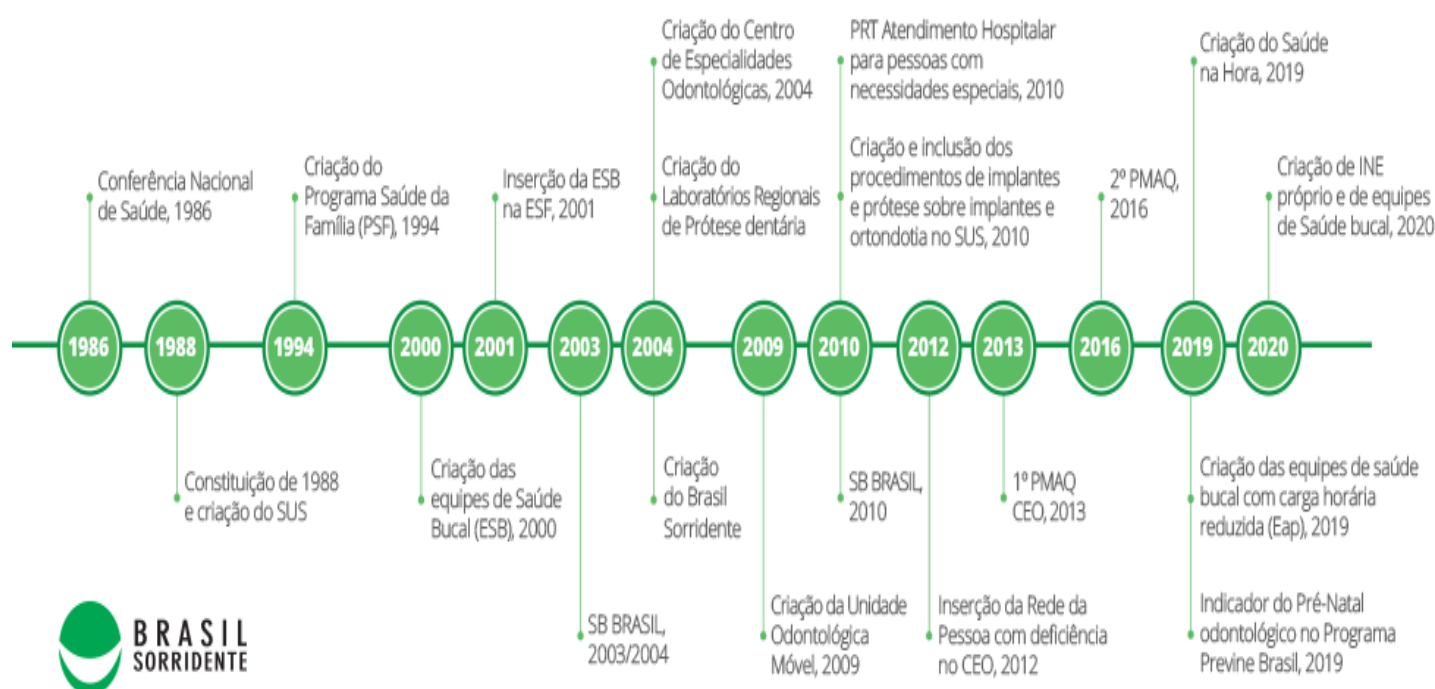 Conferência Nacional
de Saúde, 1986
Criação do
Programa Saúde da
Família (PSF), 1994
Inserção da ESB
na ESF, 2001
Criação do Centro
de Especialidades
Odontológicas, 2004
Criação do
Laboratórios Regionais
de Prótese dentária
PRT Atendimento Hospitalar
para pessoas com
necessidades especiais, 2010
Criação e inclusão dos
procedimentos de implantes
e prótese sobre implantes e
ortondotia no SUS, 2010
2º PMAQ,
2016
Criação do Saúde
na Hora, 2019
Criação de INE
próprio e de equipes
de Saúde bucal, 2020
1986
1988
1994
2000
2001
2003
2004
2009
2010
2012
2013
2016
2019
2020
Constituição de 1988
e criação do SUS
Criação das
equipes de Saúde
Bucal (ESB), 2000
SB BRASIL,
2003/2004
Criação
do Brasil
Sorridente
Criação da Unidade
Odontológica
Móvel, 2009
SB BRASIL,
2010
Inserção da Rede da
Pessoa com deficiência
no CEO, 2012
1º PMAQ
CEO, 2013
Criação das equipes de saúde
bucal com carga horária
reduzida (Eap), 2019
Indicador do Pré-Natal
odontológico no Programa
Previne Brasil, 2019
BRASIL
SORRIDENTE